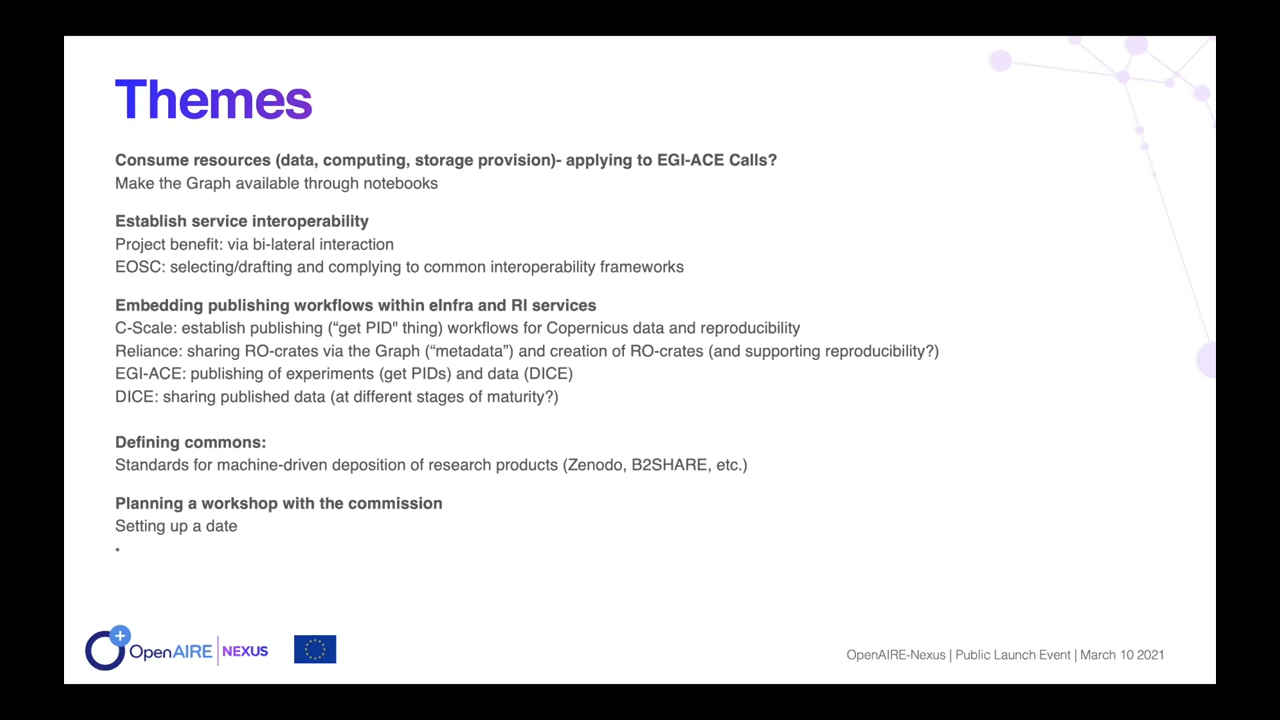 Themes
Consume resources (data, computing, storage provision)- applying to EGI-ACE Calls?
Make the Graph available through notebooks
Establish service interoperability
Project benefit: via bi-lateral interaction
EOSC: selecting/drafting and complying to common interoperability frameworks
Embedding publishing workflows within eInfra and RI services
C-Scale: establish publishing (“get PID" thing) workflows for Copernicus data and reproducibility
Reliance: sharing RO-crates via the Graph (“metadata”) and creation of RO-crates (and supporting reproducibility?)
EGI-ACE: publishing of experiments (get PIDs) and data (DICE)
DICE: sharing published data (at different stages of maturity?)
Defining commons:
Standards for machine-driven deposition of research products (Zenodo, B2SHARE, etc.)
Planning a workshop with the commission
Setting up a date
•
OpenAIRE | NEXUS
OpenAIRE-Nexus | Public Launch Event | March 10 2021